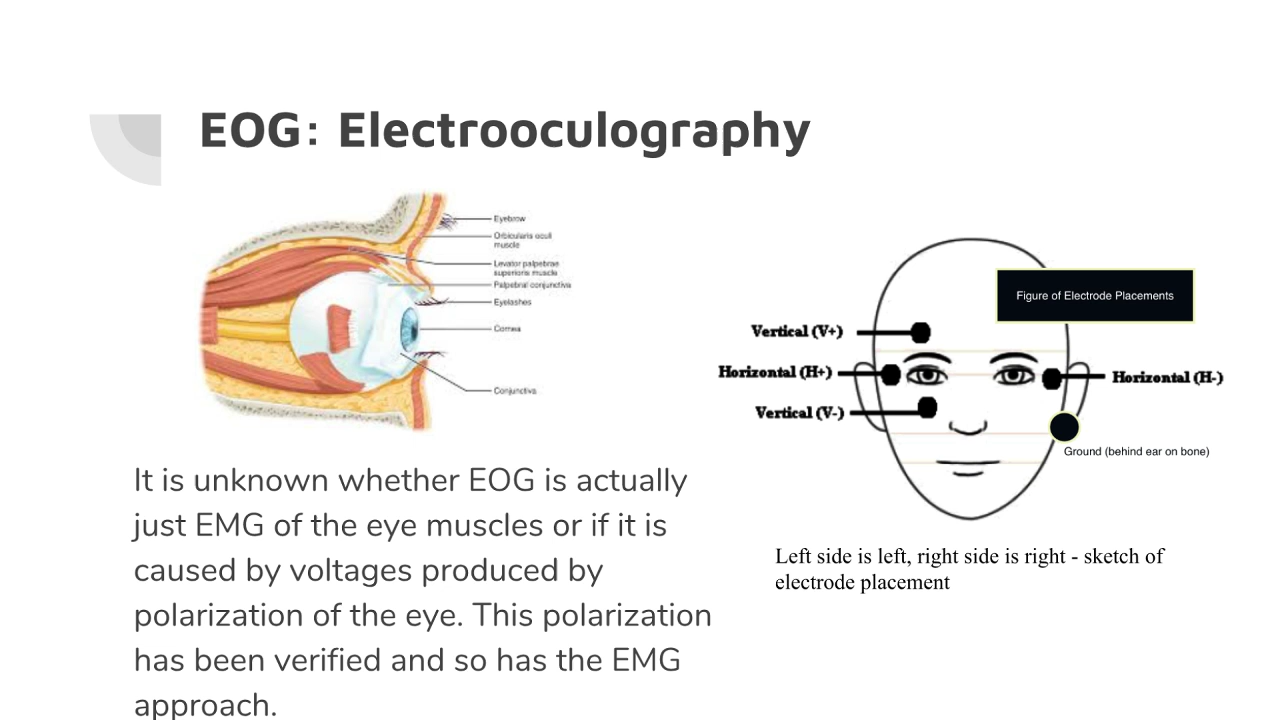 EOG: Electrooculography
Eyebrow
Orbicularis oculi
muscle
Levator palpebrae
superioris muscle
Palpebral conjunctiva
Eyelashes
Cornea
Conjunctiva
It is unknown whether EOG is actually
just EMG of the eye muscles or if it is
caused by voltages produced by
polarization of the eye. This polarization
has been verified and so has the EMG
approach.
Figure of Electrode Placements
Vertical (V+)
Horizontal (H+)
Horizontal (H-)
Vertical (V-)
Ground (behind ear on bone)
Left side is left, right side is right - sketch of
electrode placement